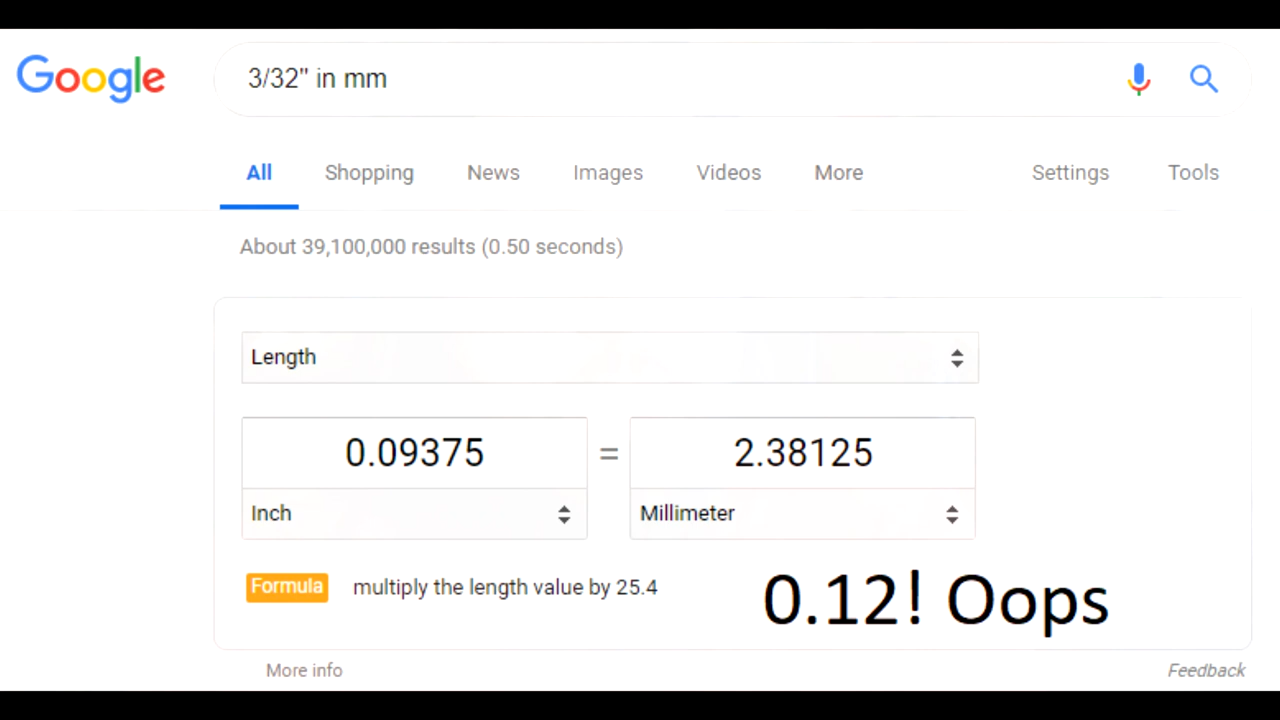 Google
3/32" in mm
All Shopping News Images Videos More Settings Tools
About 39,100,000 results (0.50 seconds)
Length
0.09375 = 2.38125
Inch Millimeter
Formula multiply the length value by 25.4
0.12! Oops
More info Feedback